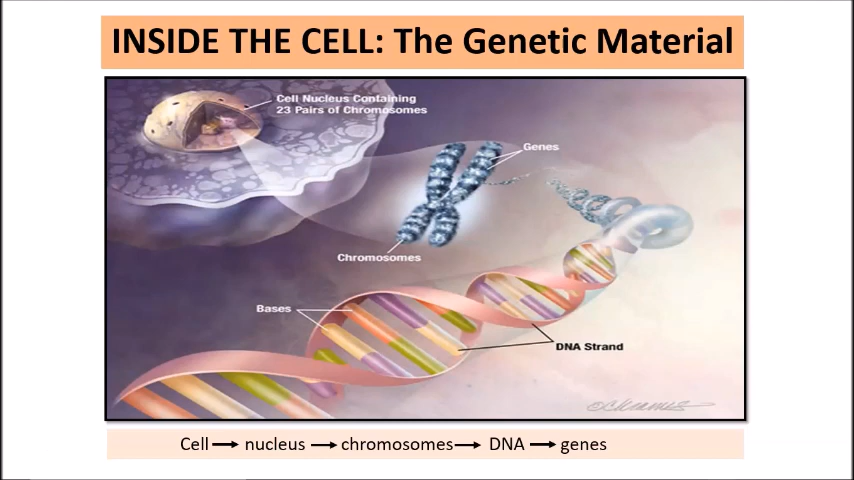 INSIDE THE CELL: The Genetic Material
Cell Nucleus Containing
23 Pairs of Chromosomes
Genes
Chromosomes
Bases
DNA Strand
Cell → nucleus → chromosomes → DNA → genes